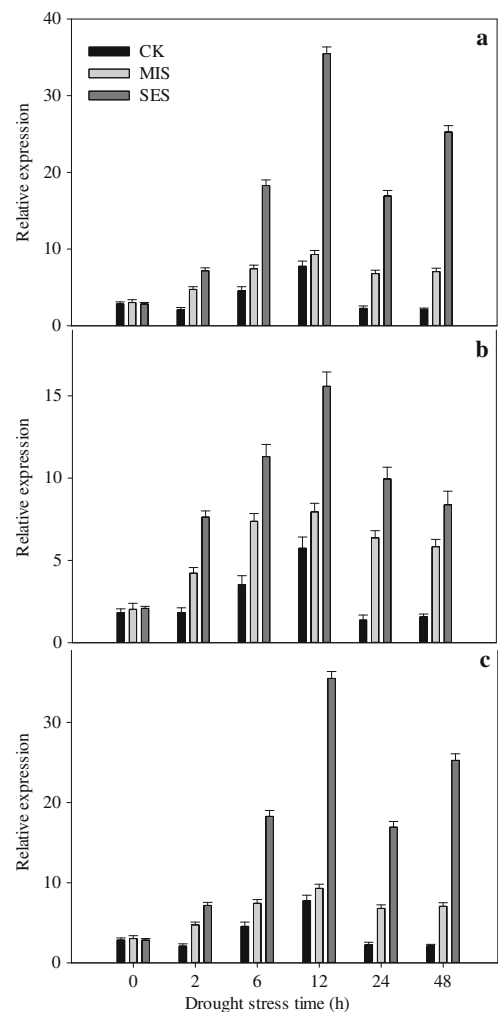 40
a
CK
MIS
SES
30
20
10
0
Relative expression
b
15
10
5
0
Relative expression
c
30
20
10
0
Relative expression
0 2 6 12 24 48
Drought stress time (h)